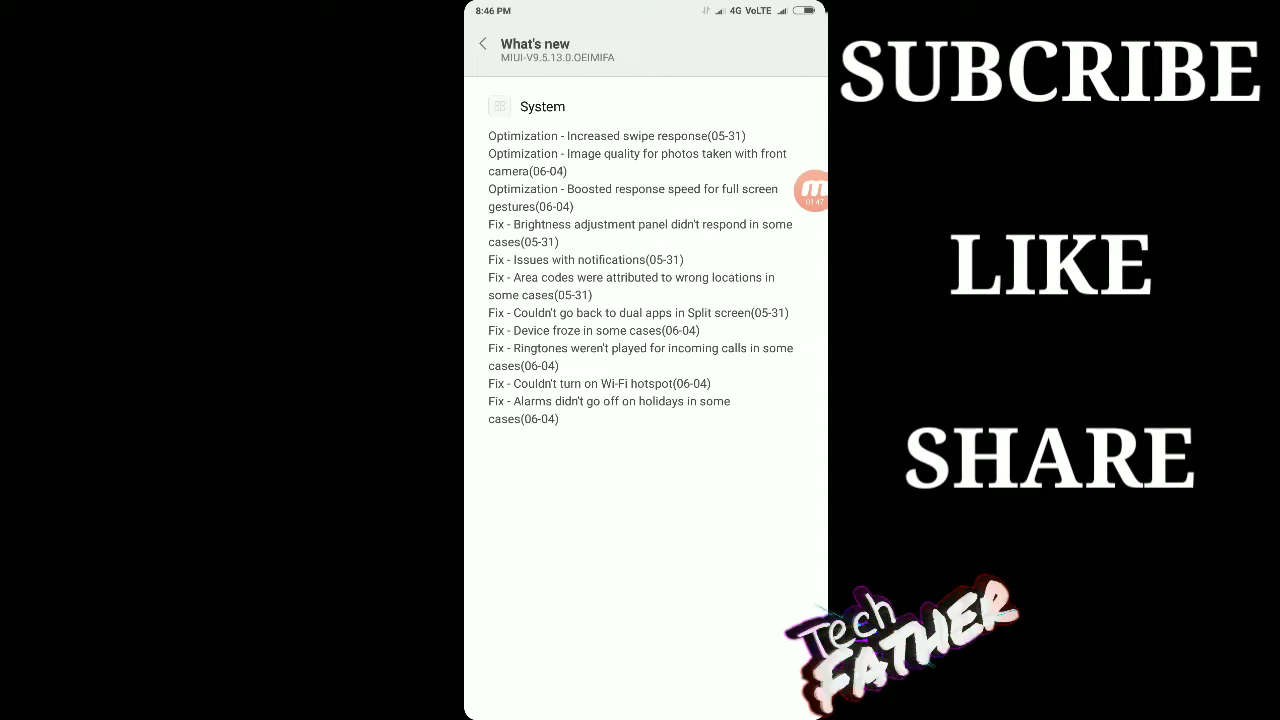 8:46 PM
4G VoLTE
What's new
MIUI-V9.5.13.0.OEIMIFA
System
Optimization - Increased swipe response(05-31)
Optimization - Image quality for photos taken with front
camera(06-04)
Optimization - Boosted response speed for full screen
gestures(06-04)
Fix - Brightness adjustment panel didn't respond in some
cases(05-31)
Fix - Issues with notifications(05-31)
Fix - Area codes were attributed to wrong locations in
some cases(05-31)
Fix - Couldn't go back to dual apps in Split screen(05-31)
Fix - Device froze in some cases(06-04)
Fix - Ringtones weren't played for incoming calls in some
cases(06-04)
Fix - Couldn't turn on Wi-Fi hotspot(06-04)
Fix - Alarms didn't go off on holidays in some
cases(06-04)
01:47
SUBCRIBE
LIKE
SHARE
Tech
FATHER